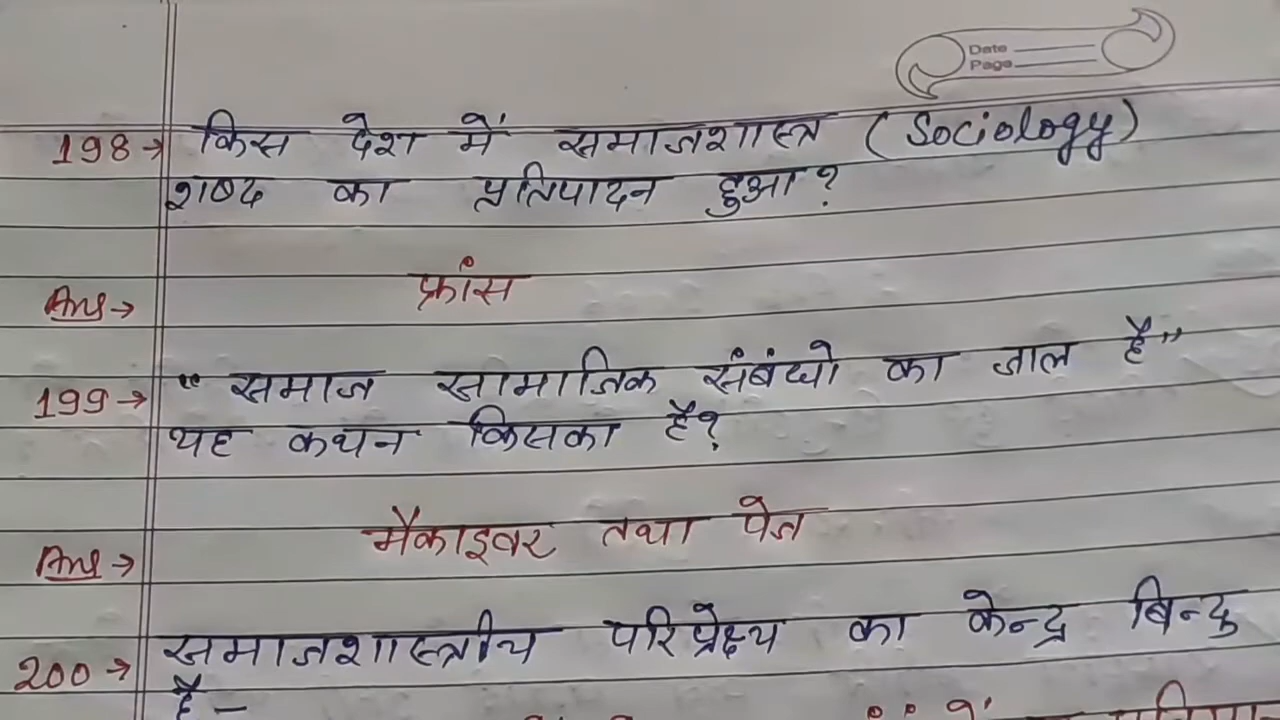 Date
Page
198→ किस देश में समाजशास्त्र (Sociology)
शब्द का प्रतिपादन हुआ?
Ans→ फ्रांस
199→ "समाज सामाजिक संबंधो का जाल है"
यह कथन किसका है?
Ans→ मैकाइवर तथा पेज
200→ समाजशास्त्रीय परिप्रेक्ष्य का केन्द्र बिन्दु
है–